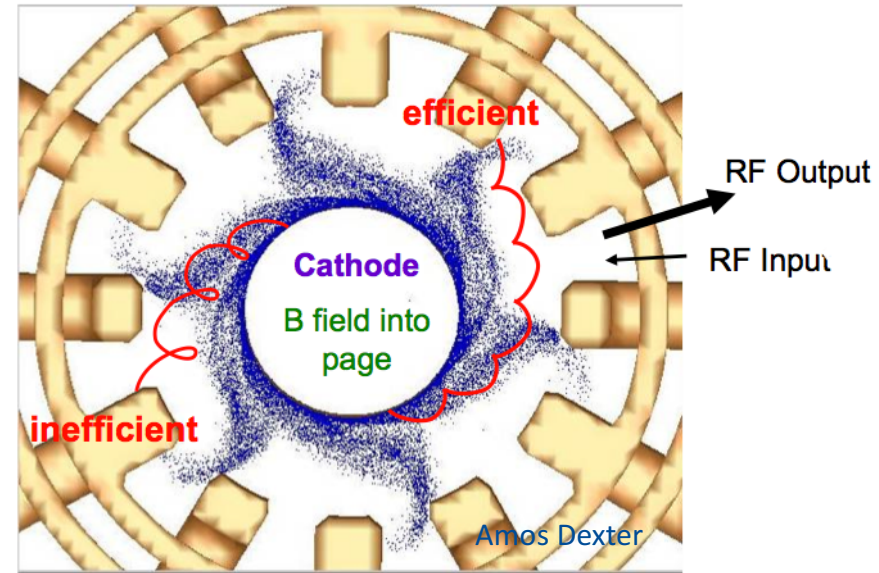 efficient
RF Output
Cathode
RF Input
B field into
page
inefficient
Amos Dexter